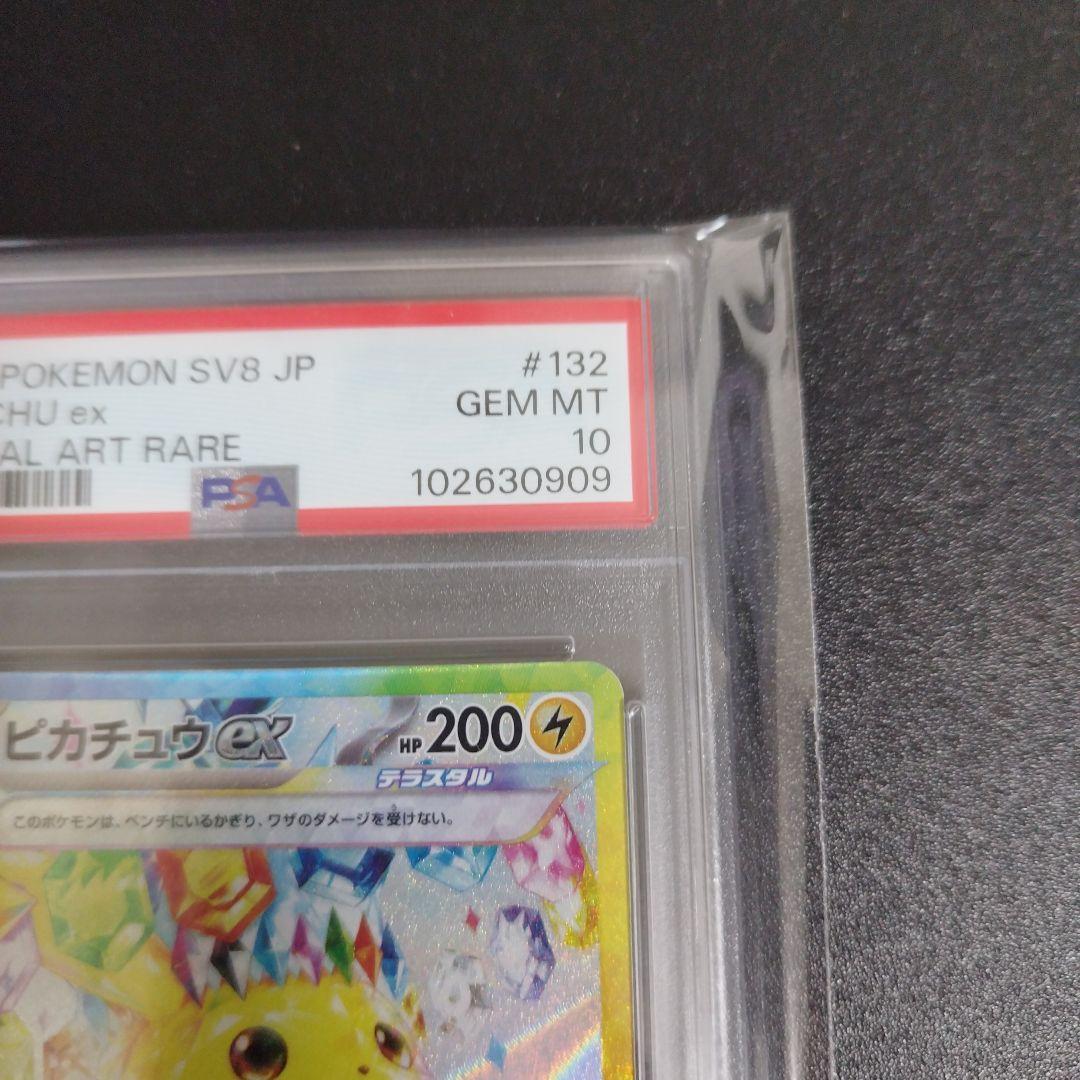 POKEMON SV8 JP #132
CHU ex GEM MT
AL ART RARE 10
PSA 102630909
ピカチュウex HP 200
テラスタル
このポケモンは、ベンチにいるかぎり、ワザのダメージを受けない。